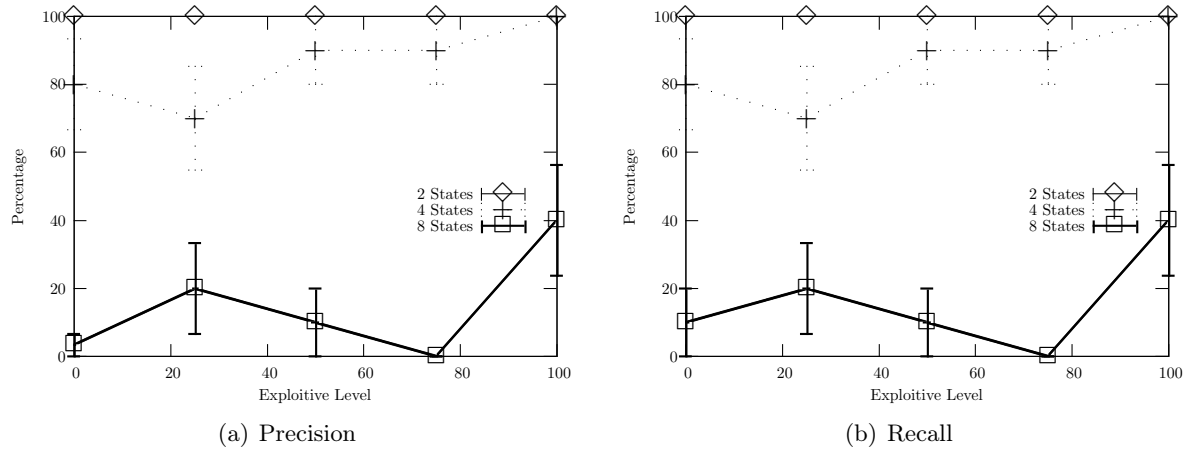 100
80
60
40
20
0
Percentage
2 States
4 States
8 States
0 20 40 60 80 100
Exploitive Level
(a) Precision
100
80
60
40
20
0
Percentage
2 States
4 States
8 States
0 20 40 60 80 100
Exploitive Level
(b) Recall